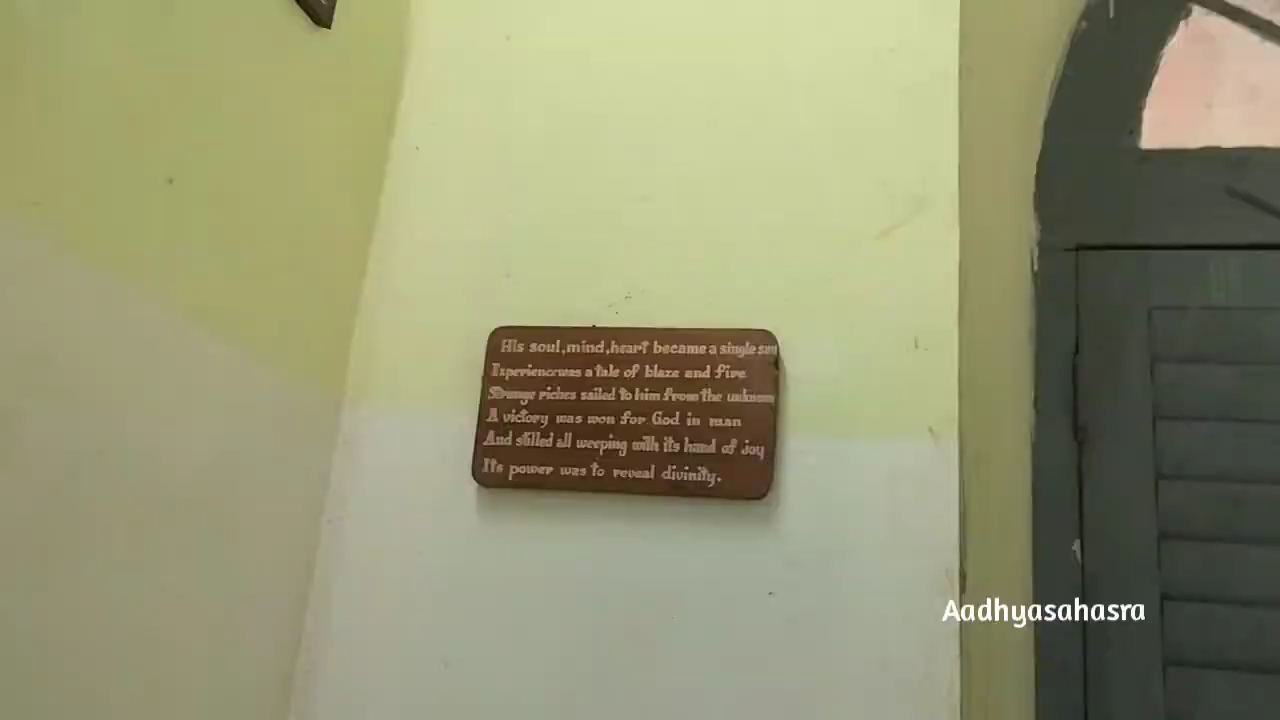 His soul, mind, heart became a single sun
Experience was a tale of blaze and fire
Strange riches sailed to him from the unknown
A victory was won for God in man
And stilled all weeping with its hand of joy
Its power was to reveal divinity.
Aadhyasahasra